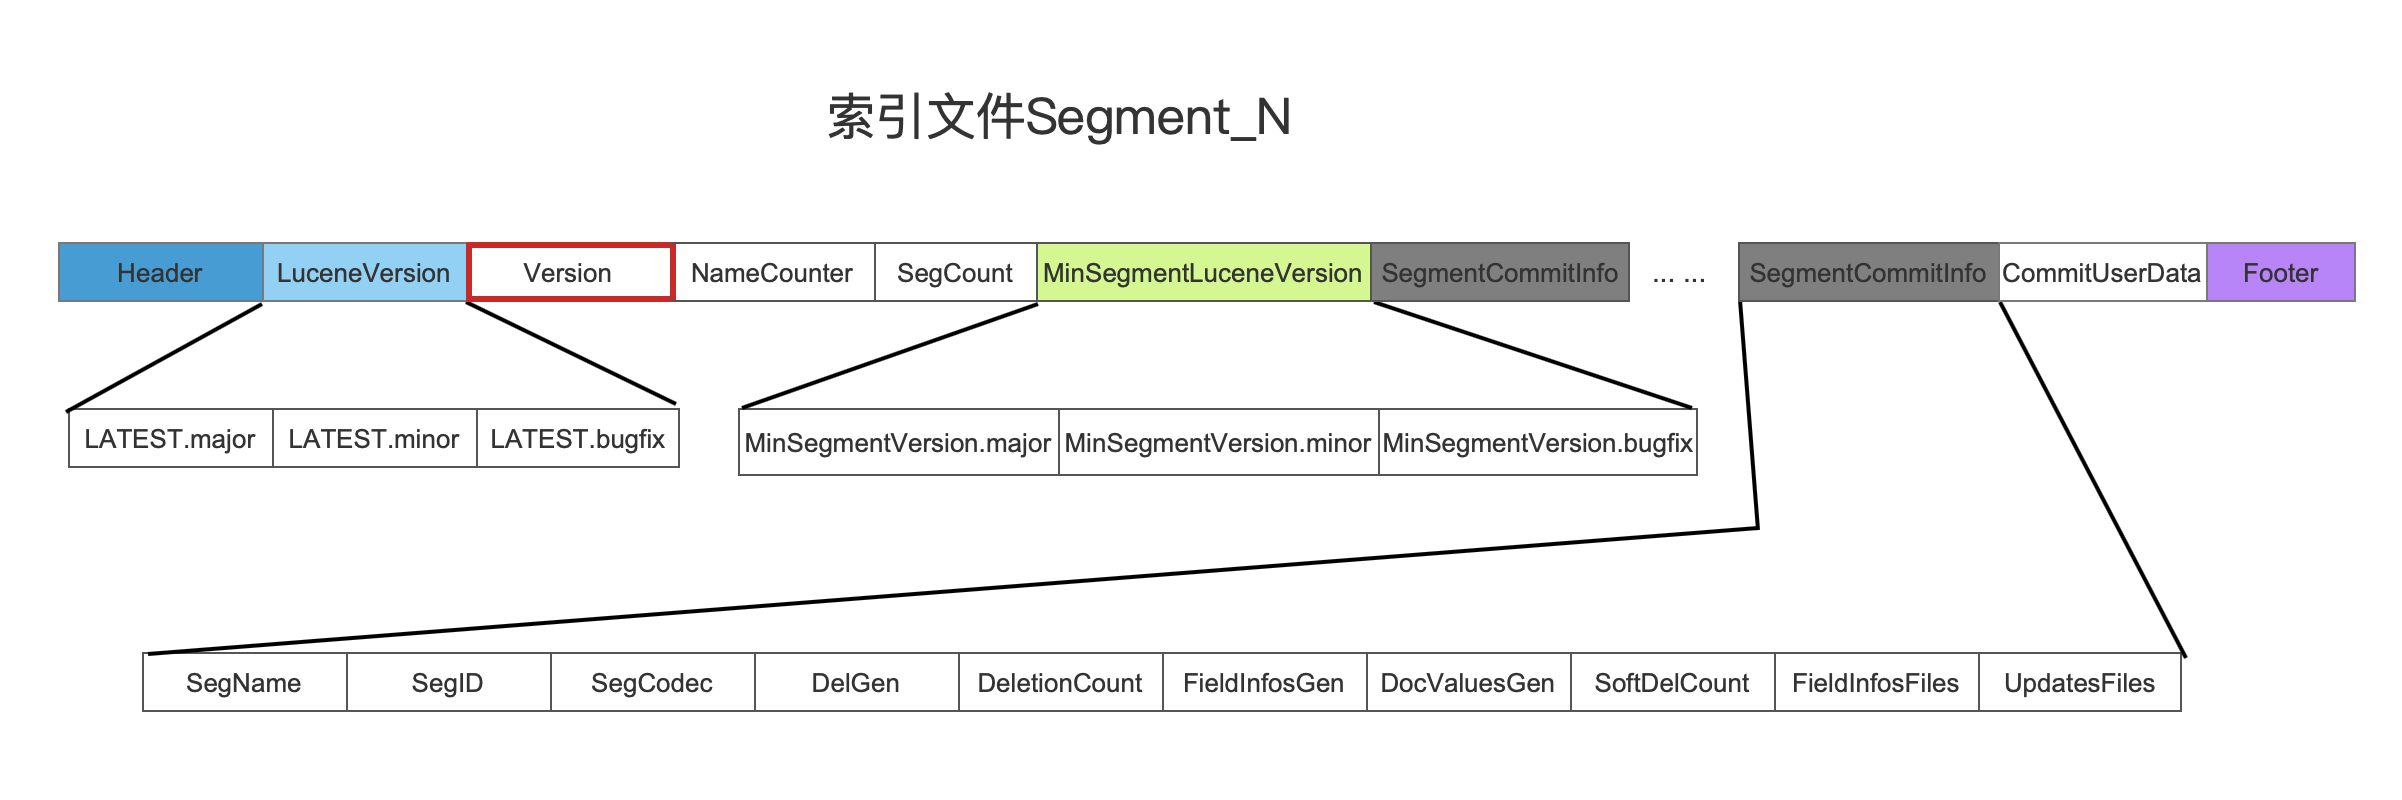 索引文件Segment_N
Header LuceneVersion Version NameCounter SegCount MinSegmentLuceneVersion SegmentCommitInfo ... ... SegmentCommitInfo CommitUserData Footer
LATEST.major LATEST.minor LATEST.bugfix MinSegmentVersion.major MinSegmentVersion.minor MinSegmentVersion.bugfix
SegName SegID SegCodec DelGen DeletionCount FieldInfosGen DocValuesGen SoftDelCount FieldInfosFiles UpdatesFiles